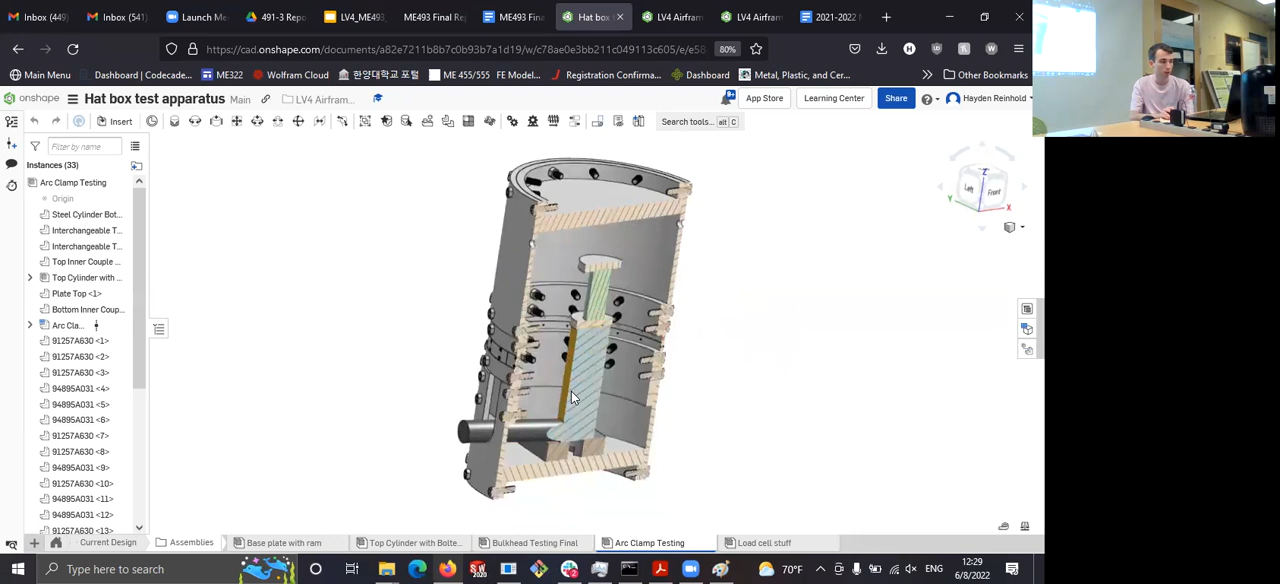 Inbox (449)
Inbox (541)
Launch Me
491-3 Repo
LV4_ME493_
ME493 Final Re
ME493 Fina
Hat box
LV4 Airfram
LV4 Airfram
2021-2022
https://cad.onshape.com/documents/a82e7211b8b7c0b93b7a1d19/w/c78ae0e3bb211c049113c605/e/e58
80%
Main Menu
Dashboard | Codecade...
ME322
Wolfram Cloud
한양대학교 포털
ME 455/555
FE Model...
Registration Confirma...
Dashboard
Metal, Plastic, and Cer...
Other Bookmarks
onshape
Hat box test apparatus
Main
LV4 Airfram...
App Store
Learning Center
Share
Hayden Reinhold
Insert
Search tools...
alt C
Filter by name
Instances (33)
Arc Clamp Testing
Origin
Steel Cylinder Bot...
Interchangeable T...
Interchangeable T...
Top Inner Couple ...
Top Cylinder with ...
Plate Top <1>
Bottom Inner Coup...
Arc Cla...
91257A630 <1>
91257A630 <2>
91257A630 <3>
94895A031 <4>
94895A031 <5>
94895A031 <6>
91257A630 <7>
91257A630 <8>
94895A031 <9>
91257A630 <10>
94895A031 <11>
94895A031 <12>
91257A630 <13>
Z
Left
Front
Y
X
Current Design
Assemblies
Base plate with ram
Top Cylinder with Bolte...
Bulkhead Testing Final
Arc Clamp Testing
Load cell stuff
Type here to search
70°F
ENG
12:29
6/8/2022